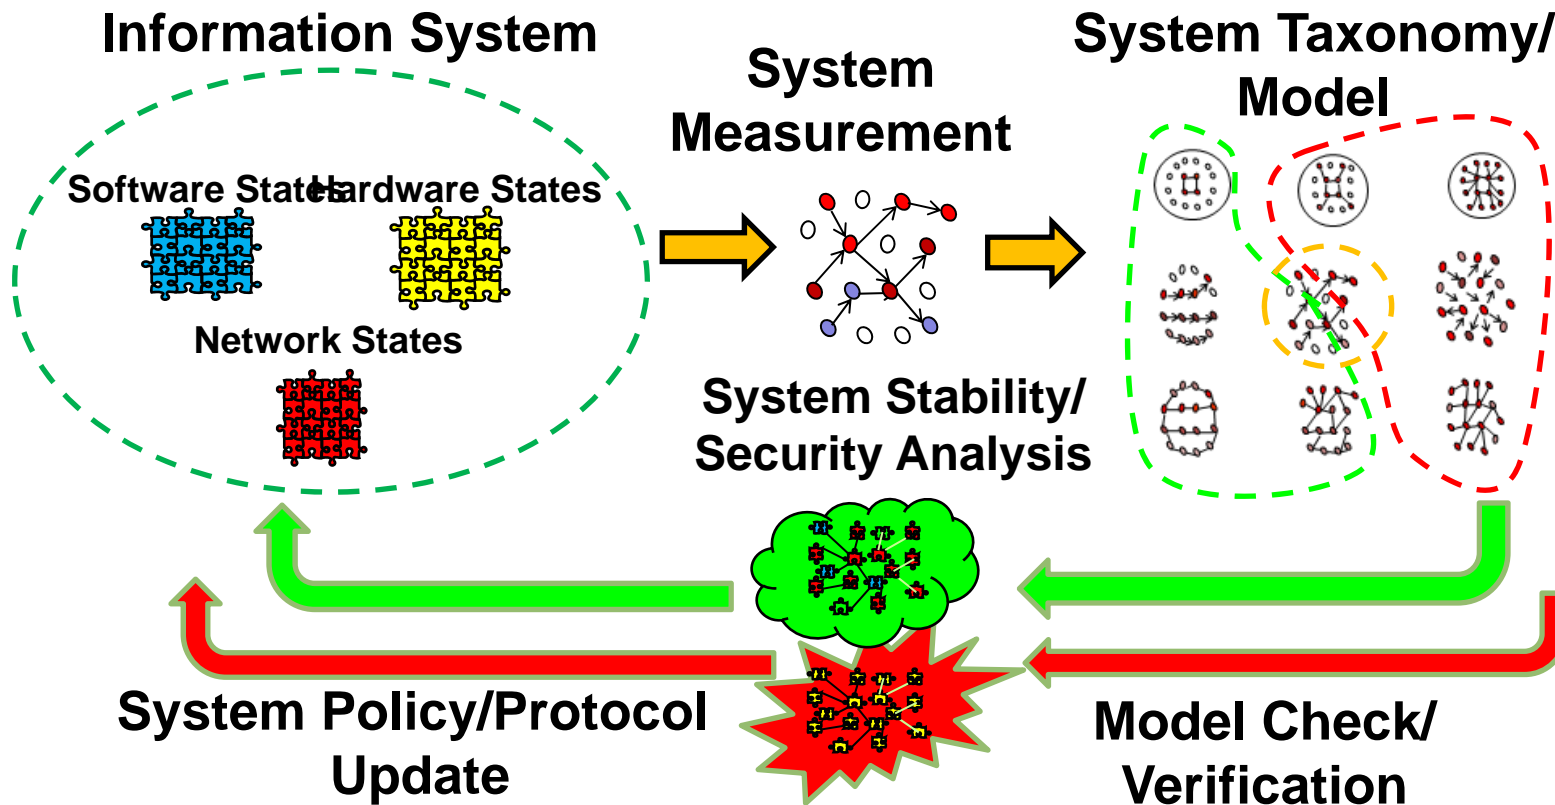 Information System
System
Measurement
System Taxonomy/
Model
Software States
Hardware States
Network States
System Stability/
Security Analysis
System Policy/Protocol
Update
Model Check/
Verification